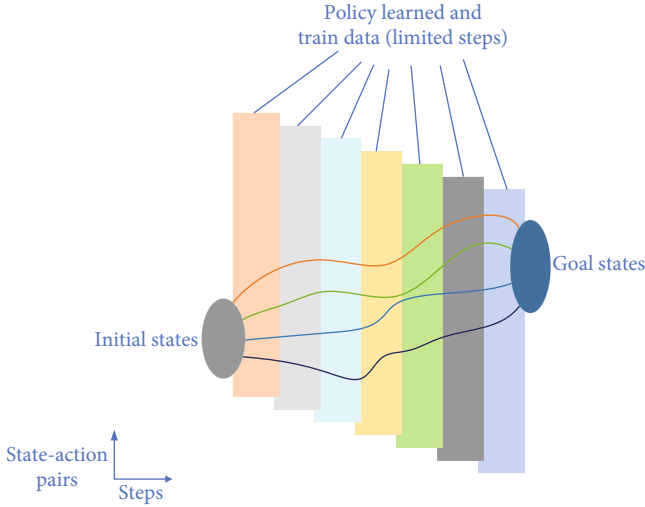 Policy learned and
train data (limited steps)
Goal states
Initial states
State-action
pairs
Steps